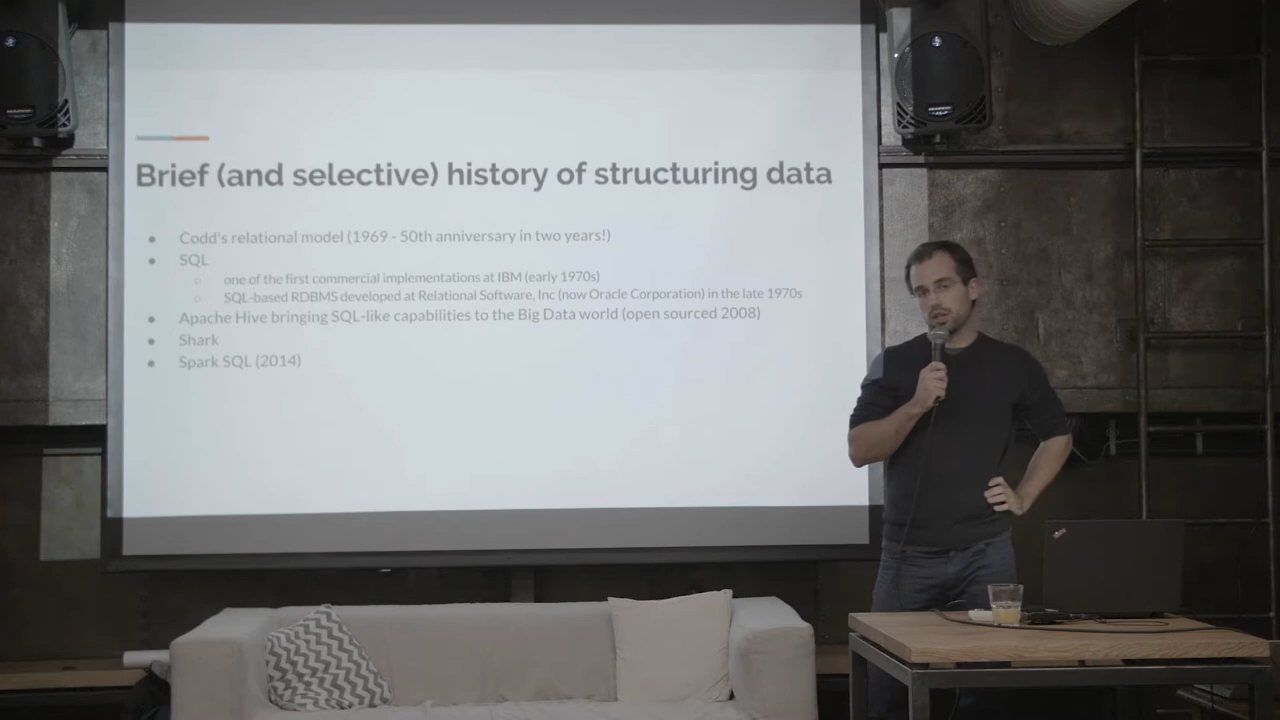 Brief (and selective) history of structuring data
● Codd's relational model (1969 - 50th anniversary in two years!)
● SQL
○ one of the first commercial implementations at IBM (early 1970s)
○ SQL-based RDBMS developed at Relational Software, Inc (now Oracle Corporation) in the late 1970s
● Apache Hive bringing SQL-like capabilities to the Big Data world (open sourced 2008)
● Shark
● Spark SQL (2014)